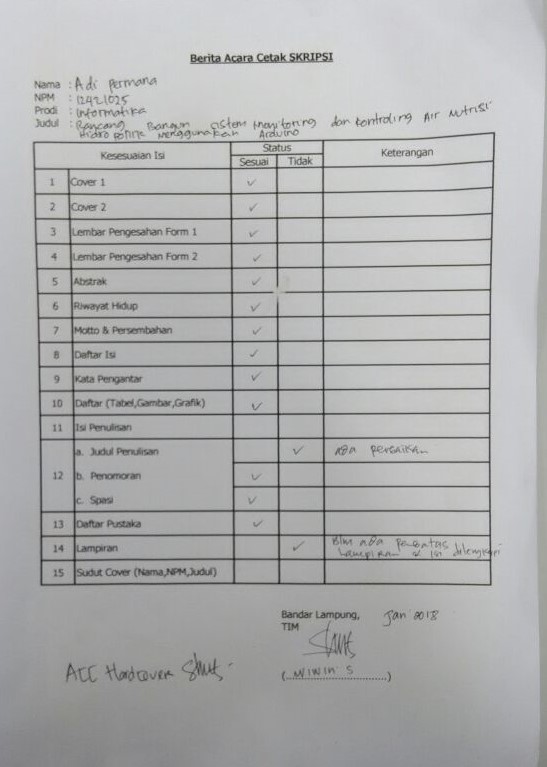 Berita Acara Cetak SKRIPSI
Nama : Adi Permana
NPM : 12421025
Prodi : Informatika
Judul : Rancang Bangun sistem Monitoring dan kontroling Air Nutrisi
Hidroponik Menggunakan Arduino
Kesesuaian Isi Status Keterangan
Sesuai Tidak
1 Cover 1 ✓
2 Cover 2 ✓
3 Lembar Pengesahan Form 1 ✓
4 Lembar Pengesahan Form 2 ✓
5 Abstrak ✓
6 Riwayat Hidup ✓
7 Motto & Persembahan ✓
8 Daftar Isi ✓
9 Kata Pengantar ✓
10 Daftar (Tabel,Gambar,Grafik) ✓
11 Isi Penulisan
12
a. Judul Penulisan ✓ ada perbaikan
b. Penomoran ✓
c. Spasi ✓
13 Daftar Pustaka ✓
14 Lampiran ✓ Blm ada pembatas
Lampiran & isi dilengkapi
15 Sudut Cover (Nama,NPM,Judul)
Bandar Lampung, Jan 2018
TIM
ACC Hardcover
(WIWIN S)